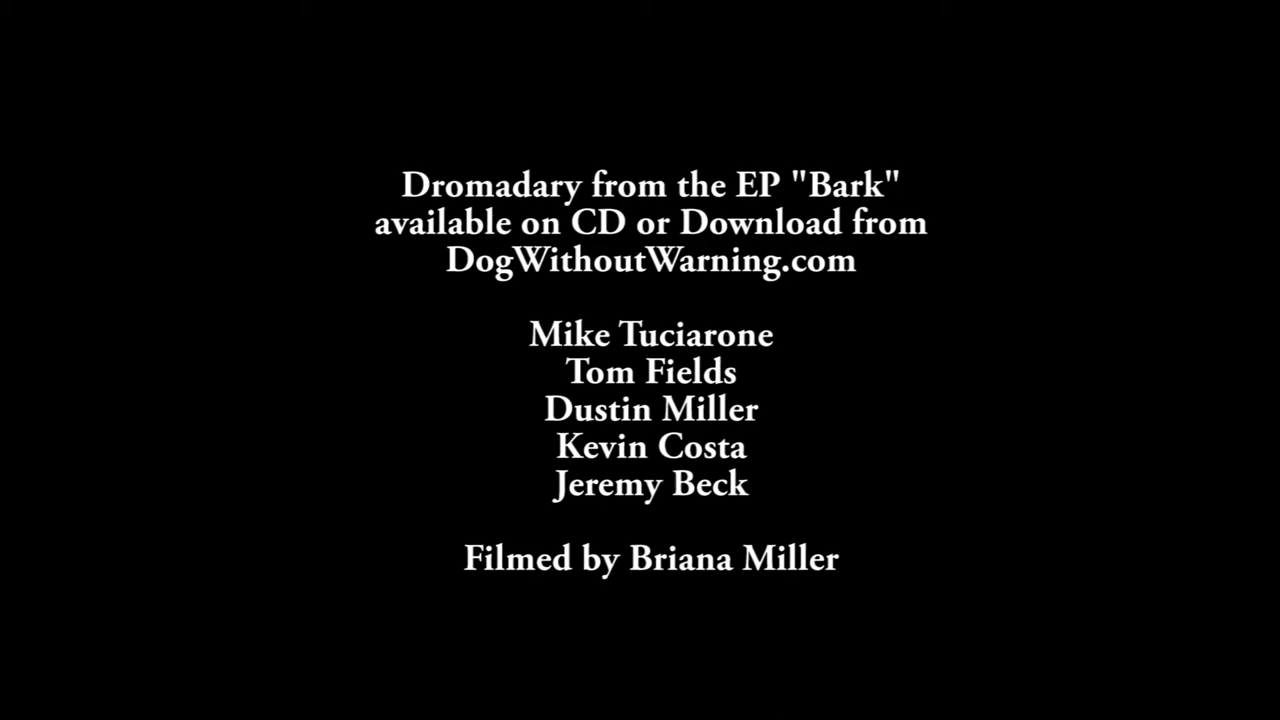 Dromadary from the EP "Bark"
available on CD or Download from
DogWithoutWarning.com
Mike Tuciarone
Tom Fields
Dustin Miller
Kevin Costa
Jeremy Beck
Filmed by Briana Miller